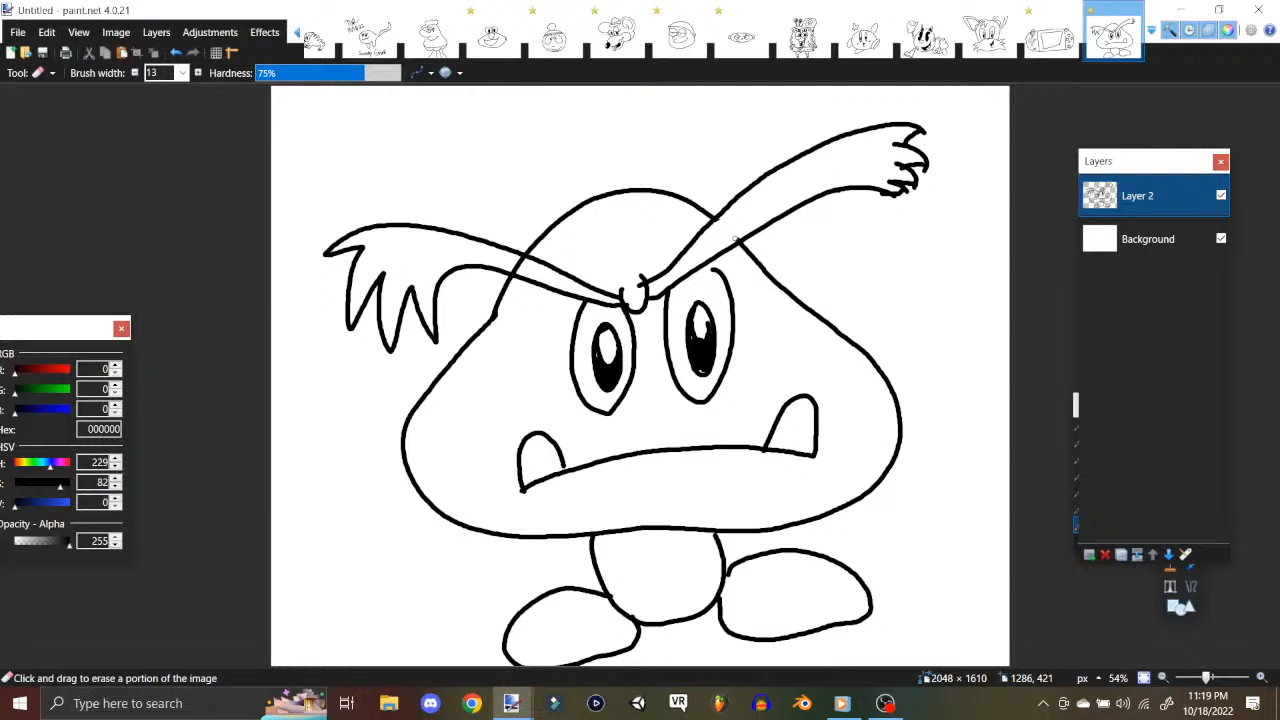 Untitled - paint.net 4.0.21
File Edit View Image Layers Adjustments Effects
Tool: Brush width: 13 Hardness: 75%
Layers
Layer 2
Background
RGB
R: 0
G: 0
B: 0
Hex: 000000
HSV
H: 229
S: 82
V: 0
Opacity - Alpha
255
Click and drag to erase a portion of the image
2048 × 1610
1286, 421
px
54%
Type here to search
VR
11:19 PM
10/18/2022